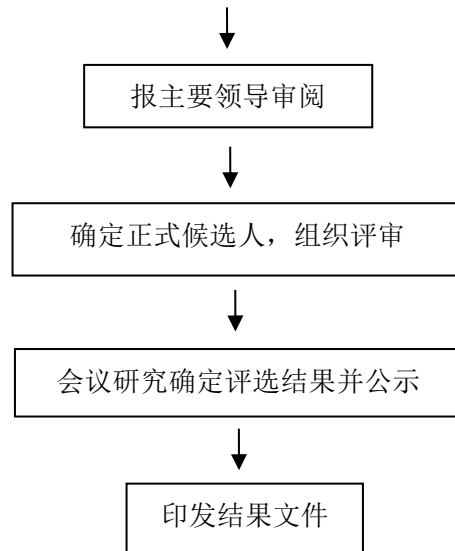 报主要领导审阅
确定正式候选人，组织评审
会议研究确定评选结果并公示
印发结果文件